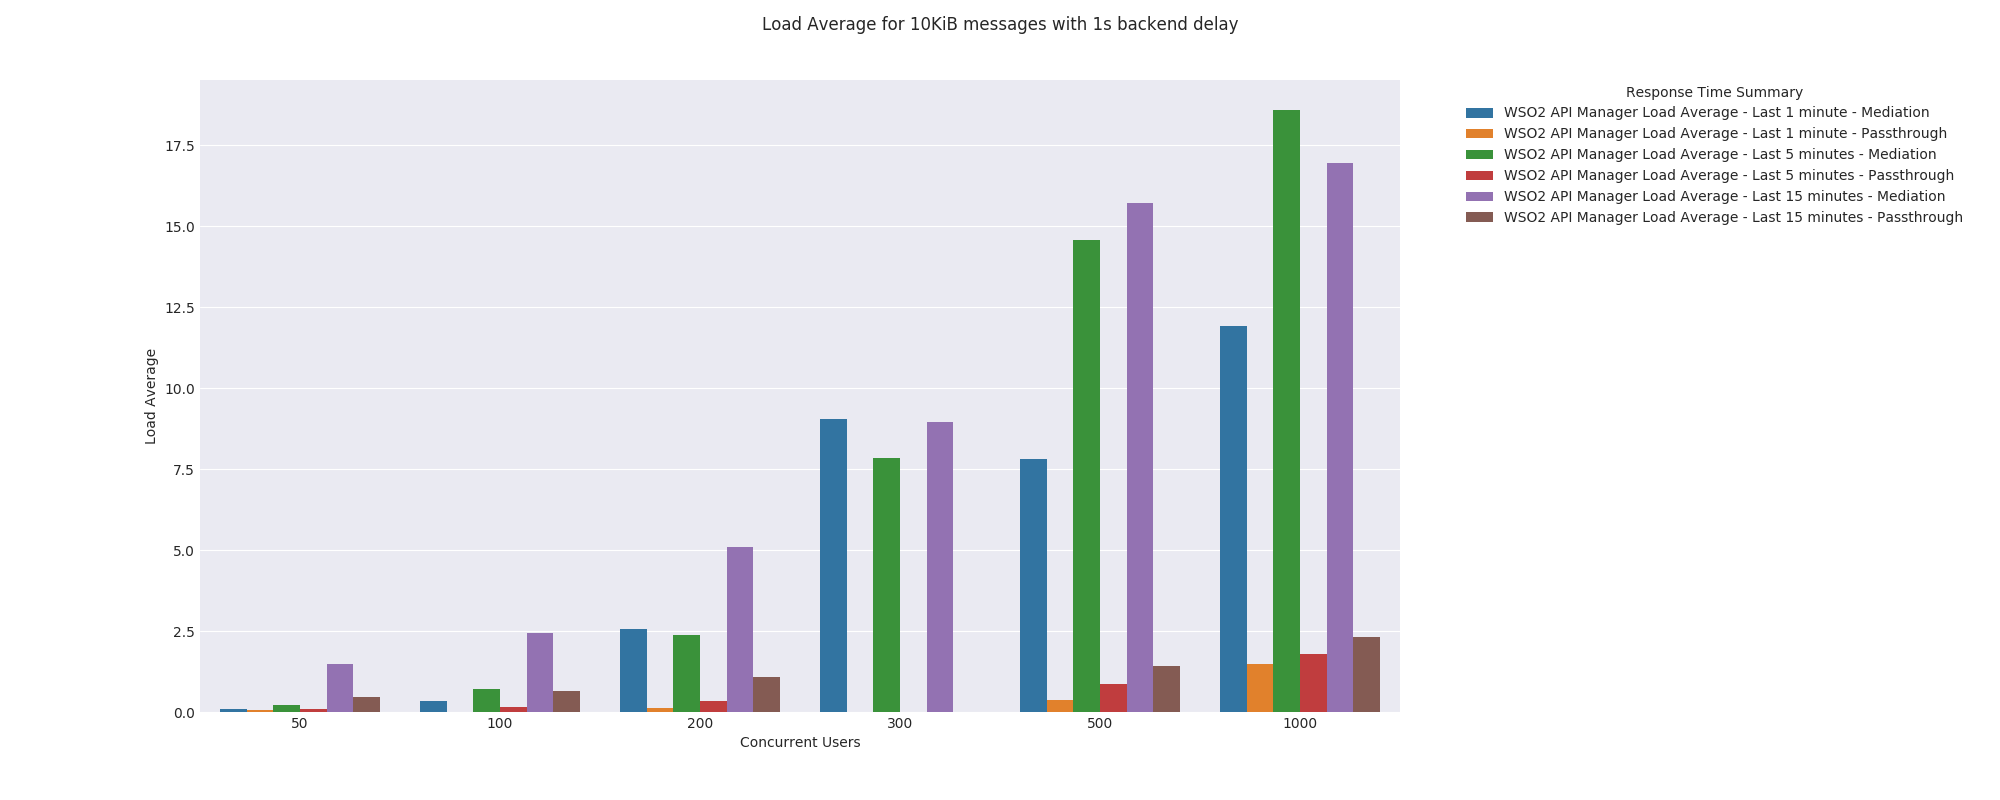 Load Average for 10KiB messages with 1s backend delay
Response Time Summary
WSO2 API Manager Load Average - Last 1 minute - Mediation
WSO2 API Manager Load Average - Last 1 minute - Passthrough
WSO2 API Manager Load Average - Last 5 minutes - Mediation
WSO2 API Manager Load Average - Last 5 minutes - Passthrough
WSO2 API Manager Load Average - Last 15 minutes - Mediation
WSO2 API Manager Load Average - Last 15 minutes - Passthrough
Load Average
17.5
15.0
12.5
10.0
7.5
5.0
2.5
0.0
50 100 200 300 500 1000
Concurrent Users